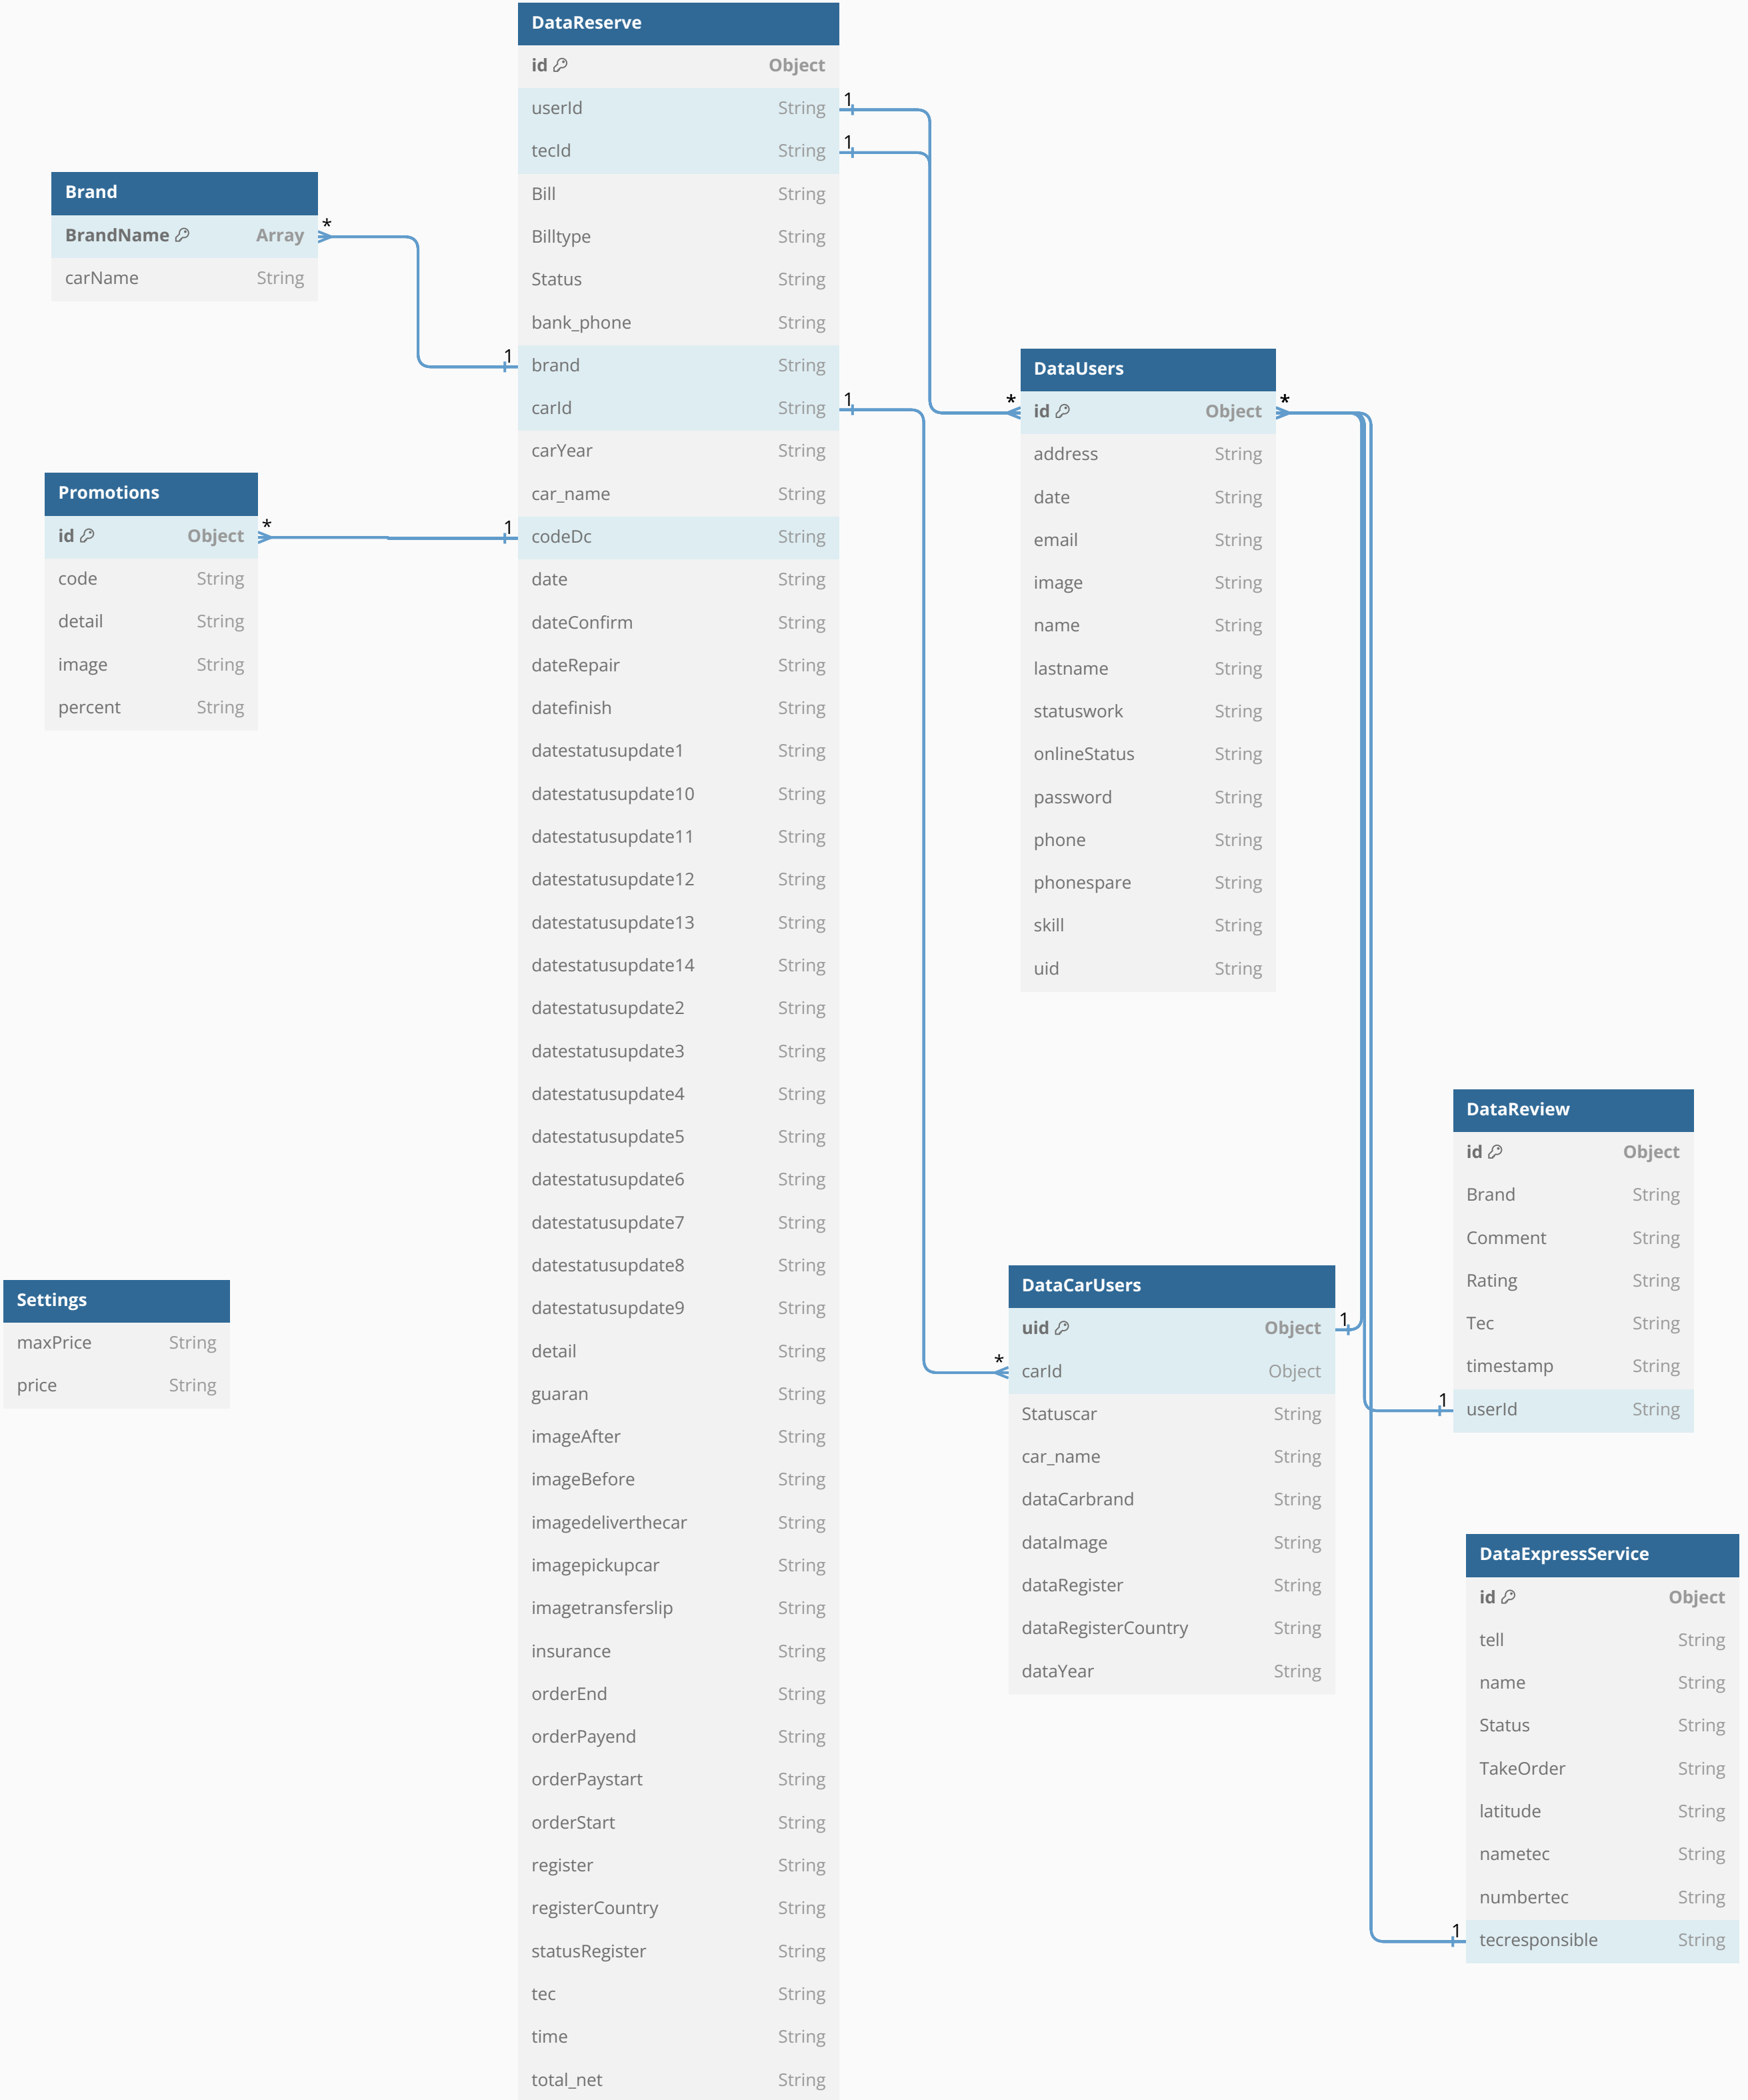 DataReserve
id Object
userId String
tecId String
Bill String
Billtype String
Status String
bank_phone String
brand String
carId String
carYear String
car_name String
codeDc String
date String
dateConfirm String
dateRepair String
datefinish String
datestatusupdate1 String
datestatusupdate10 String
datestatusupdate11 String
datestatusupdate12 String
datestatusupdate13 String
datestatusupdate14 String
datestatusupdate2 String
datestatusupdate3 String
datestatusupdate4 String
datestatusupdate5 String
datestatusupdate6 String
datestatusupdate7 String
datestatusupdate8 String
datestatusupdate9 String
detail String
guaran String
imageAfter String
imageBefore String
imagedeliverthecar String
imagepickupcar String
imagetransferslip String
insurance String
orderEnd String
orderPayend String
orderPaystart String
orderStart String
register String
registerCountry String
statusRegister String
tec String
time String
total_net String
Brand
BrandName Array
carName String
Promotions
id Object
code String
detail String
image String
percent String
Settings
maxPrice String
price String
DataUsers
id Object
address String
date String
email String
image String
name String
lastname String
statuswork String
onlineStatus String
password String
phone String
phonespare String
skill String
uid String
DataCarUsers
uid Object
carId Object
Statuscar String
car_name String
dataCarbrand String
dataImage String
dataRegister String
dataRegisterCountry String
dataYear String
DataReview
id Object
Brand String
Comment String
Rating String
Tec String
timestamp String
userId String
DataExpressService
id Object
tell String
name String
Status String
TakeOrder String
latitude String
nametec String
numbertec String
tecresponsible String
1
1
*
1
1
*
1
*
*
*
1
*
1
1